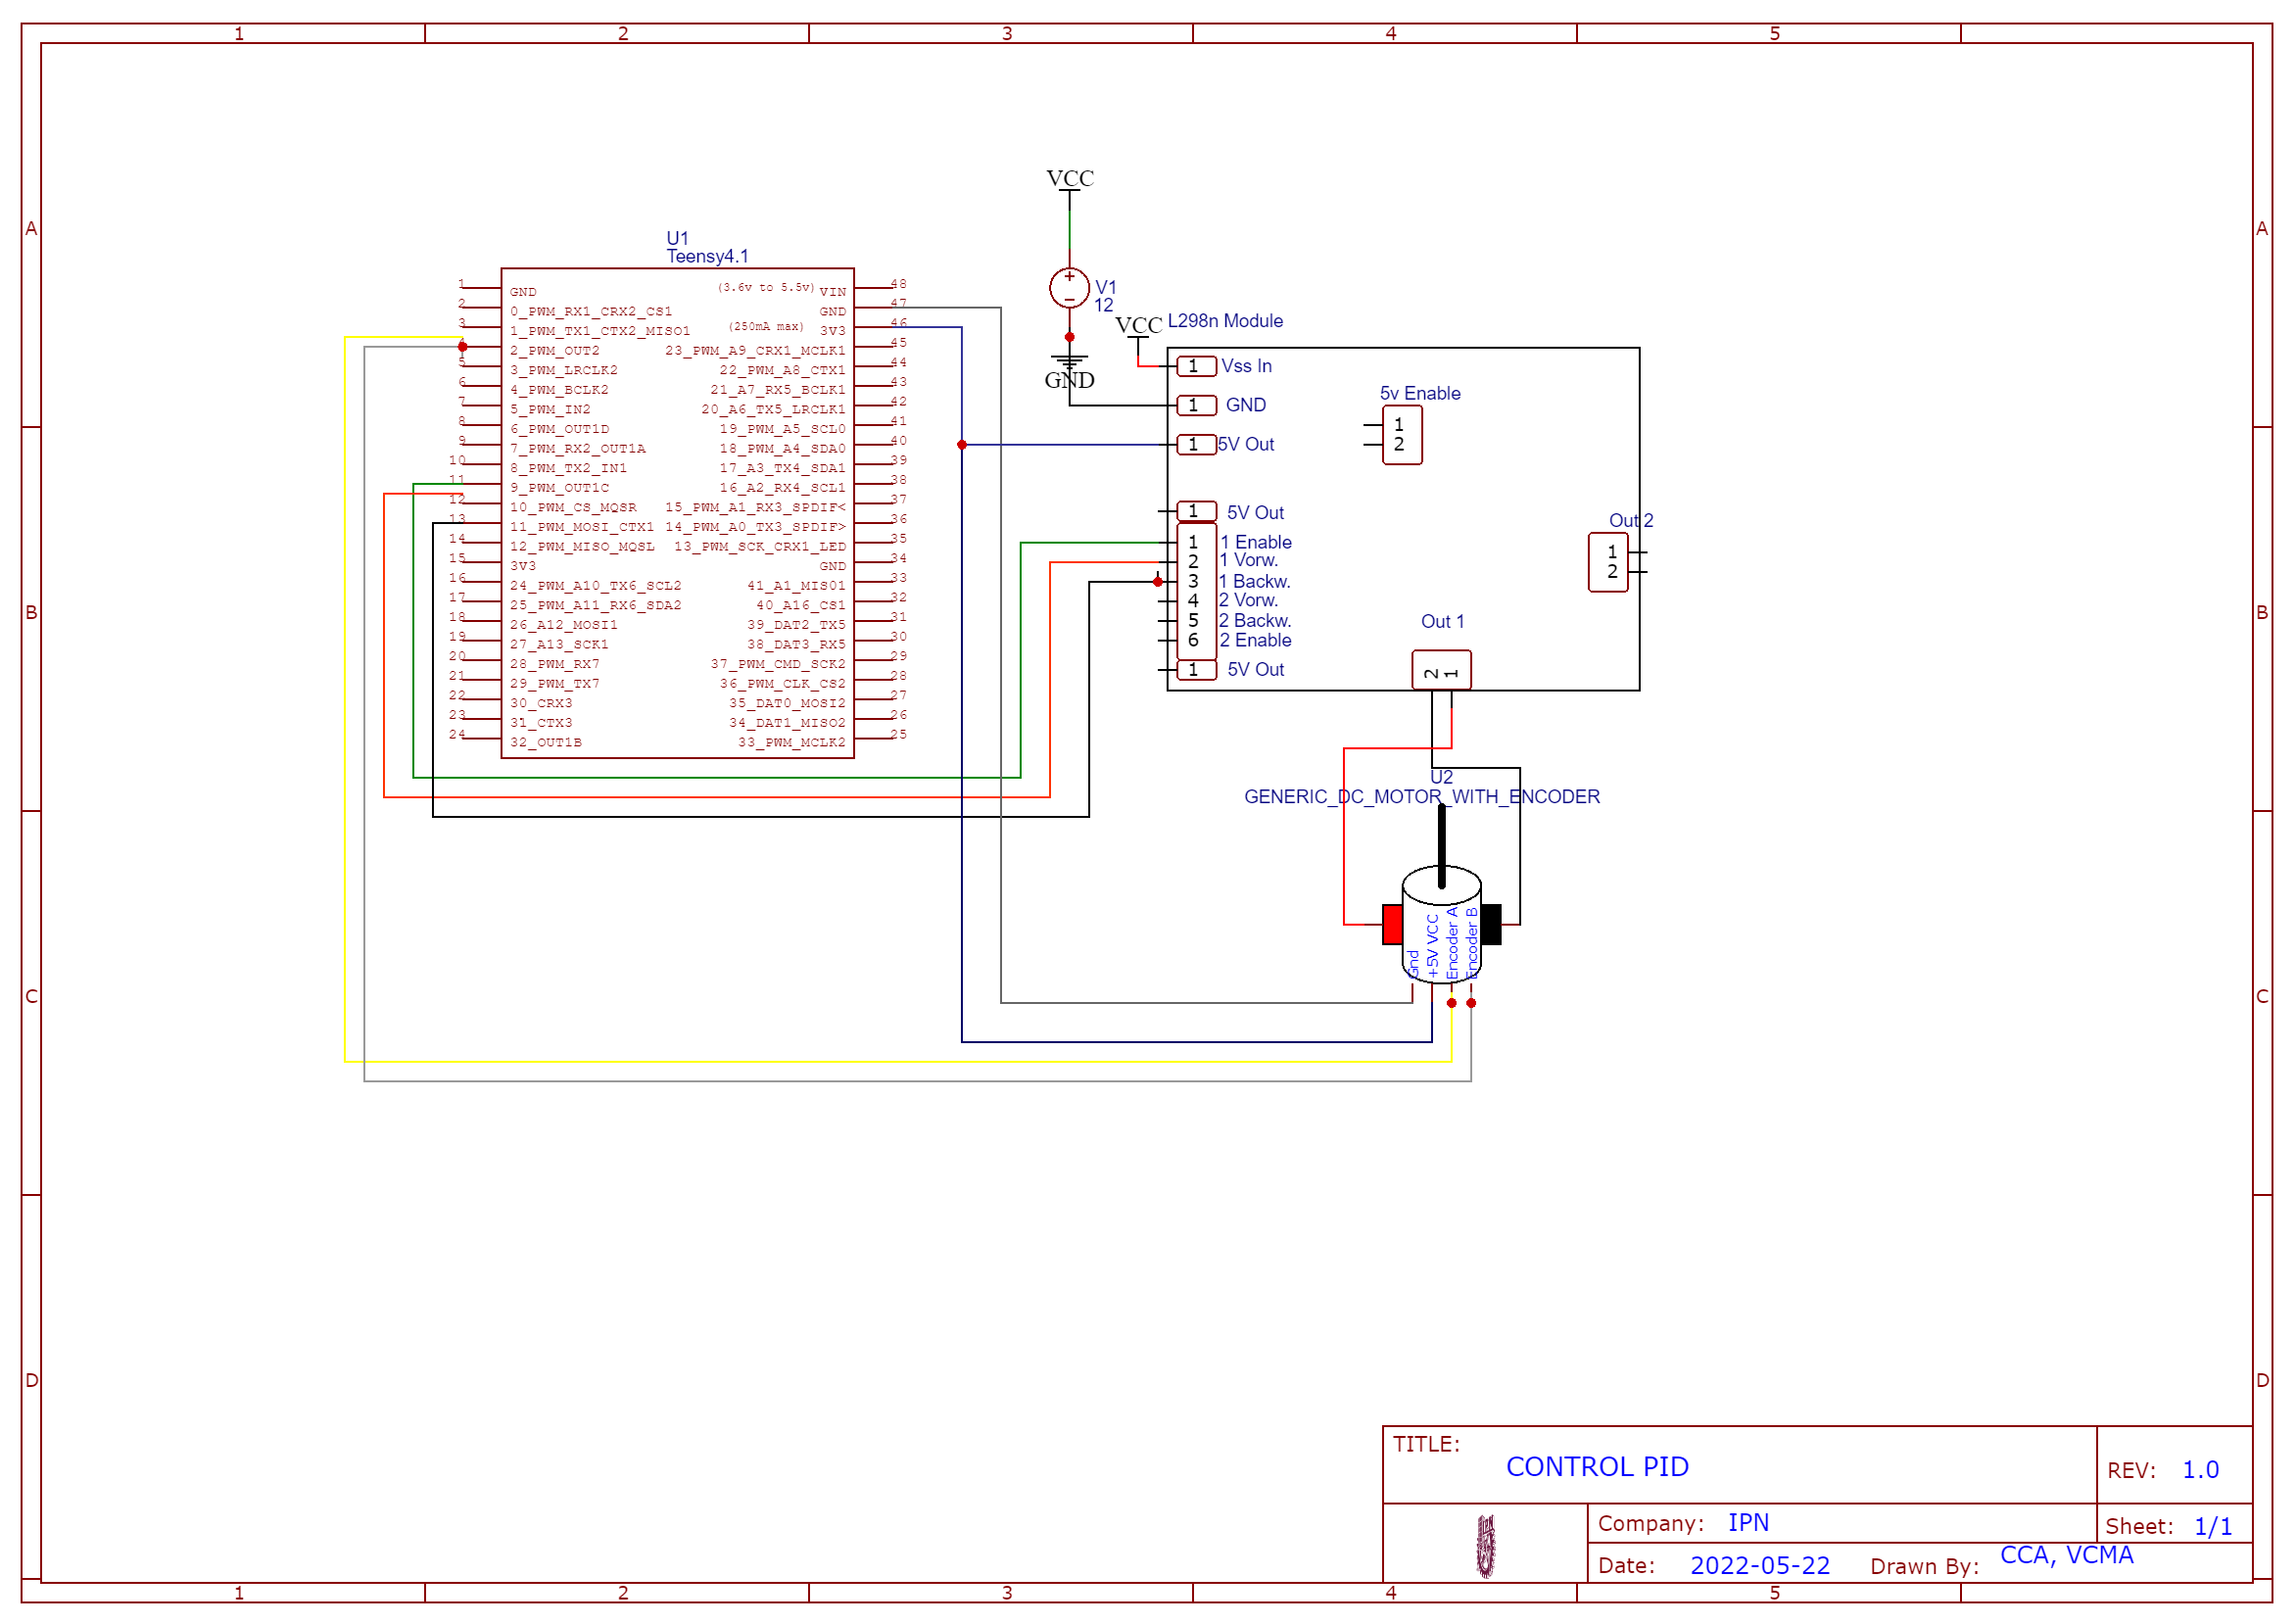 1 2 3 4 5
A A
B B
C C
D D
VCC
V1
12
GND
U1
Teensy4.1
1 GND
2 0_PWM_RX1_CRX2_CS1
3 1_PWM_TX1_CTX2_MISO1
2_PWM_OUT2
5 3_PWM_LRCLK2
6 4_PWM_BCLK2
7 5_PWM_IN2
8 6_PWM_OUT1D
9 7_PWM_RX2_OUT1A
10 8_PWM_TX2_IN1
11 9_PWM_OUT1C
12 10_PWM_CS_MQSR
13 11_PWM_MOSI_CTX1
14 12_PWM_MISO_MQSL
15 3V3
16 24_PWM_A10_TX6_SCL2
17 25_PWM_A11_RX6_SDA2
18 26_A12_MOSI1
19 27_A13_SCK1
20 28_PWM_RX7
21 29_PWM_TX7
22 30_CRX3
23 31_CTX3
24 32_OUT1B
(3.6v to 5.5v) VIN 48
GND 47
(250mA max) 3V3 46
23_PWM_A9_CRX1_MCLK1 45
22_PWM_A8_CTX1 44
21_A7_RX5_BCLK1 43
20_A6_TX5_LRCLK1 42
19_PWM_A5_SCL0 41
18_PWM_A4_SDA0 40
17_A3_TX4_SDA1 39
16_A2_RX4_SCL1 38
15_PWM_A1_RX3_SPDIF< 37
14_PWM_A0_TX3_SPDIF> 36
13_PWM_SCK_CRX1_LED 35
GND 34
41_A1_MISO1 33
40_A16_CS1 32
39_DAT2_TX5 31
38_DAT3_RX5 30
37_PWM_CMD_SCK2 29
36_PWM_CLK_CS2 28
35_DAT0_MOSI2 27
34_DAT1_MISO2 26
33_PWM_MCLK2 25
VCC L298n Module
1 Vss In
1 GND
1 5V Out
1 5V Out
1 1 Enable
2 1 Vorw.
3 1 Backw.
4 2 Vorw.
5 2 Backw.
6 2 Enable
1 5V Out
5v Enable
1
2
Out 2
1
2
Out 1
2
1
U2
GENERIC_DC_MOTOR_WITH_ENCODER
Gnd
+5V VCC
Encoder A
Encoder B
TITLE:
CONTROL PID
REV: 1.0
Company: IPN
Sheet: 1/1
Date: 2022-05-22
Drawn By: CCA, VCMA
IPN
1 2 3 4 5